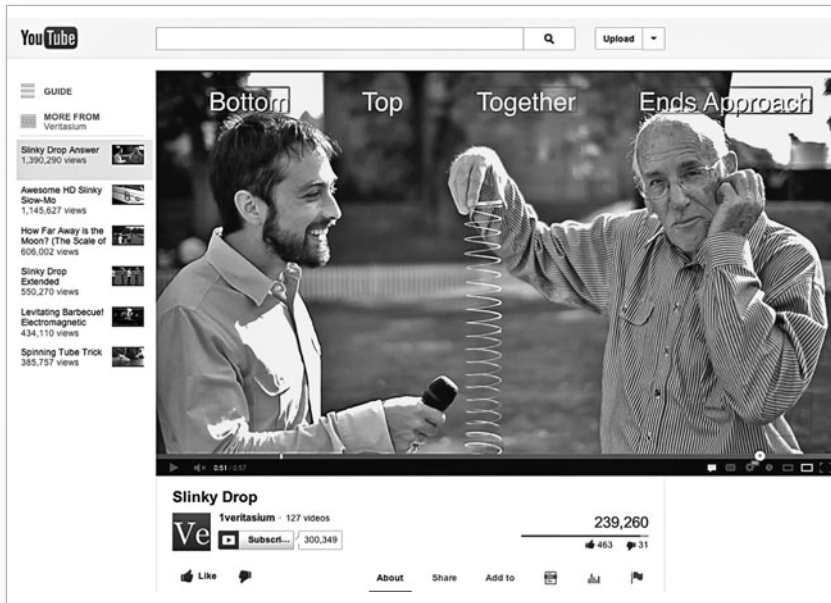 YouTube
Upload
GUIDE
MORE FROM
Veritasium
Slinky Drop Answer
1,390,290 views
Awesome HD Slinky
Slow-Mo
1,145,627 views
How Far Away is the
Moon? (The Scale of
606,002 views
Slinky Drop
Extended
550,270 views
Levitating Barbecue!
Electromagnetic
434,110 views
Spinning Tube Trick
385,757 views
Bottom Top Together Ends Approach
0:51 / 0:57
Slinky Drop
Ve
1veritasium · 127 videos
Subscri... 300,349
239,260
463 31
Like
About Share Add to